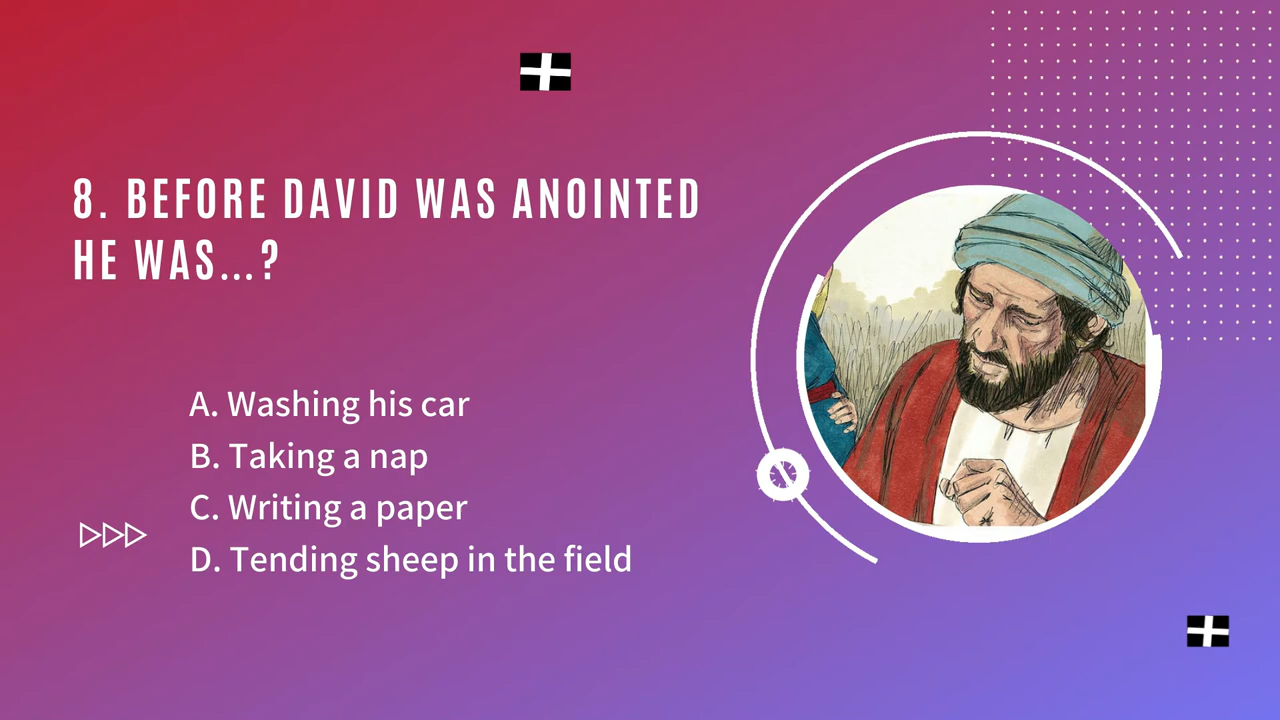 8. BEFORE DAVID WAS ANOINTED
HE WAS...?
A. Washing his car
B. Taking a nap
C. Writing a paper
D. Tending sheep in the field